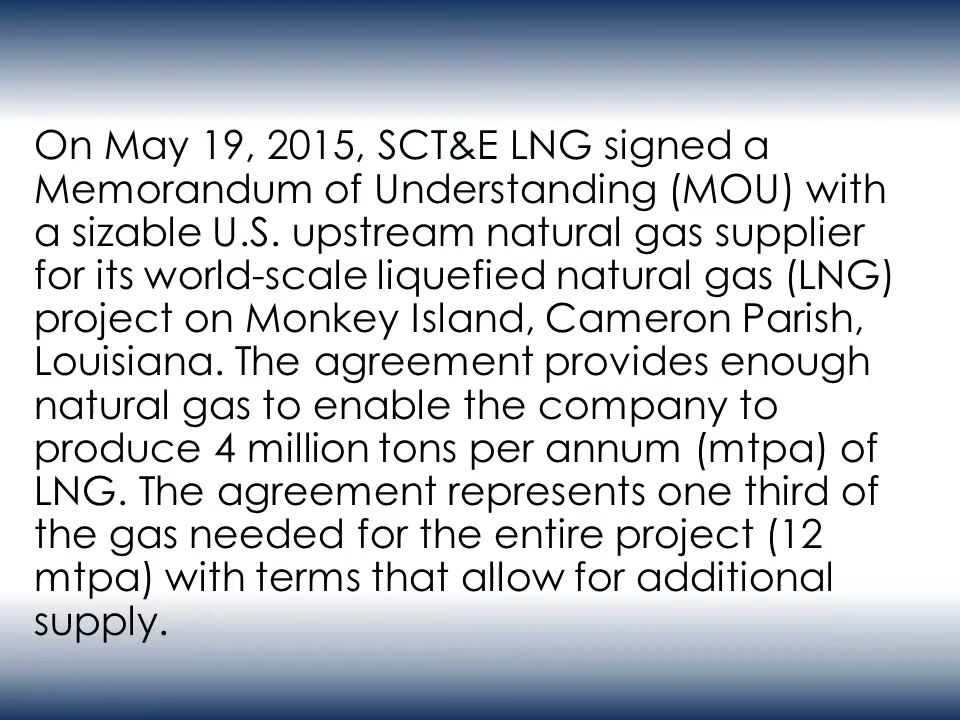 On May 19, 2015, SCT&E LNG signed a
Memorandum of Understanding (MOU) with
a sizable U.S. upstream natural gas supplier
for its world-scale liquefied natural gas (LNG)
project on Monkey Island, Cameron Parish,
Louisiana. The agreement provides enough
natural gas to enable the company to
produce 4 million tons per annum (mtpa) of
LNG. The agreement represents one third of
the gas needed for the entire project (12
mtpa) with terms that allow for additional
supply.